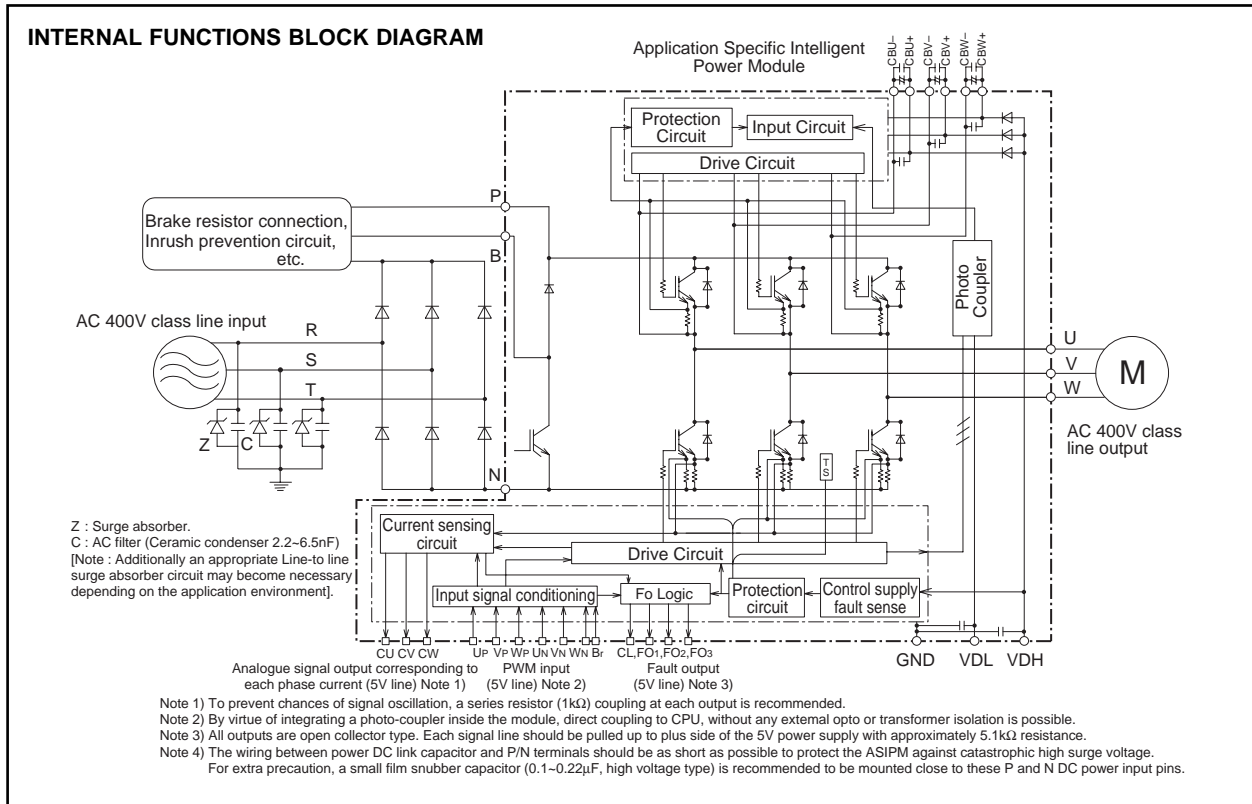 INTERNAL FUNCTIONS BLOCK DIAGRAM
Application Specific Intelligent
Power Module
CBU–
CBU+
CBV–
CBV+
CBW–
CBW+
Protection
Circuit
Input Circuit
Drive Circuit
P
Brake resistor connection,
Inrush prevention circuit,
etc.
B
Photo
Coupler
AC 400V class line input
R
S
T
U
V
W
M
AC 400V class
line output
Z
C
TS
N
Z : Surge absorber.
C : AC filter (Ceramic condenser 2.2~6.5nF)
[Note : Additionally an appropriate Line-to line
surge absorber circuit may become necessary
depending on the application environment].
Current sensing
circuit
Drive Circuit
Input signal conditioning
Fo Logic
Protection
circuit
Control supply
fault sense
CU CV CW
UP VP WP UN VN WN Br
CL,FO1,FO2,FO3
GND VDL VDH
Analogue signal output corresponding to
each phase current (5V line) Note 1)
PWM input
(5V line) Note 2)
Fault output
(5V line) Note 3)
Note 1) To prevent chances of signal oscillation, a series resistor (1kΩ) coupling at each output is recommended.
Note 2) By virtue of integrating a photo-coupler inside the module, direct coupling to CPU, without any external opto or transformer isolation is possible.
Note 3) All outputs are open collector type. Each signal line should be pulled up to plus side of the 5V power supply with approximately 5.1kΩ resistance.
Note 4) The wiring between power DC link capacitor and P/N terminals should be as short as possible to protect the ASIPM against catastrophic high surge voltage.
For extra precaution, a small film snubber capacitor (0.1~0.22µF, high voltage type) is recommended to be mounted close to these P and N DC power input pins.